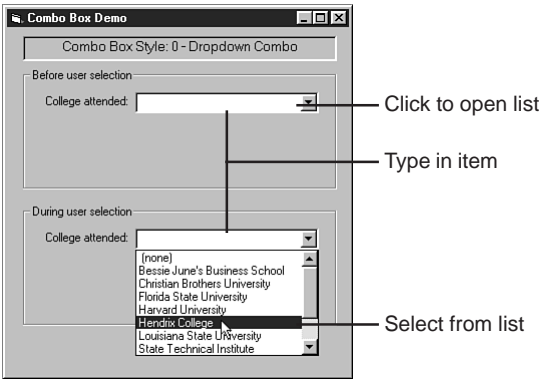 Combo Box Demo
Combo Box Style: 0 - Dropdown Combo
Before user selection
College attended:
Click to open list
Type in item
During user selection
College attended:
(none)
Bessie June's Business School
Christian Brothers University
Florida State University
Harvard University
Hendrix College
Louisiana State University
State Technical Institute
Select from list